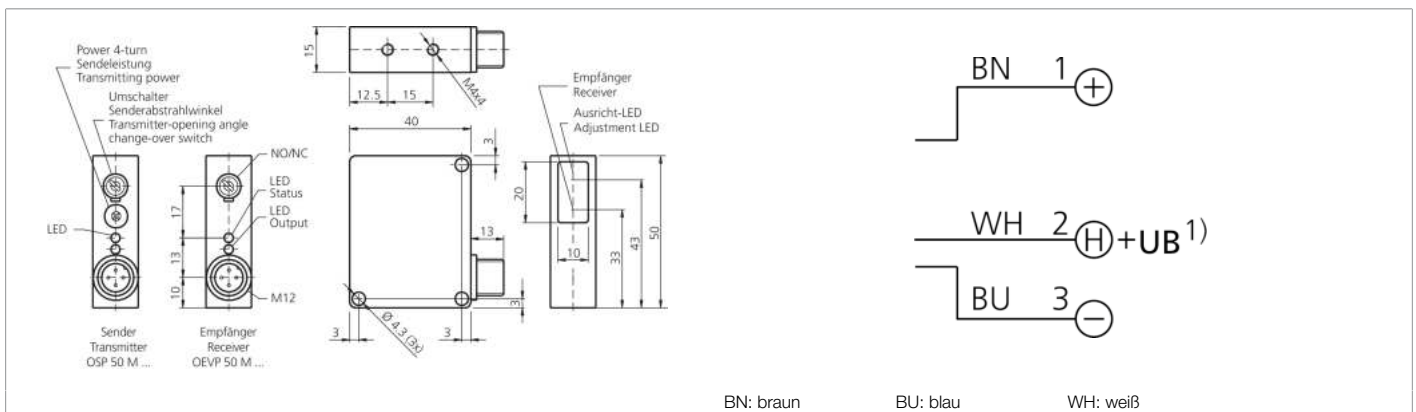 Power 4-turn
Sendeleistung
Transmitting power
Umschalter
Senderabstrahlwinkel
Transmitter-opening angle
change-over switch
LED
Sender
Transmitter
OSP 50 M ...
NO/NC
LED
Status
LED
Output
17
13
10
M12
Empfänger
Receiver
OEVP 50 M ...
15
12.5
15
M4x4
40
3
13
3
3
Ø 4.3 (3x)
3
Empfänger
Receiver
Ausricht-LED
Adjustment LED
20
10
33
43
50
BN 1 +
WH 2 H +UB 1)
BU 3 −
BN: braun BU: blau WH: weiß